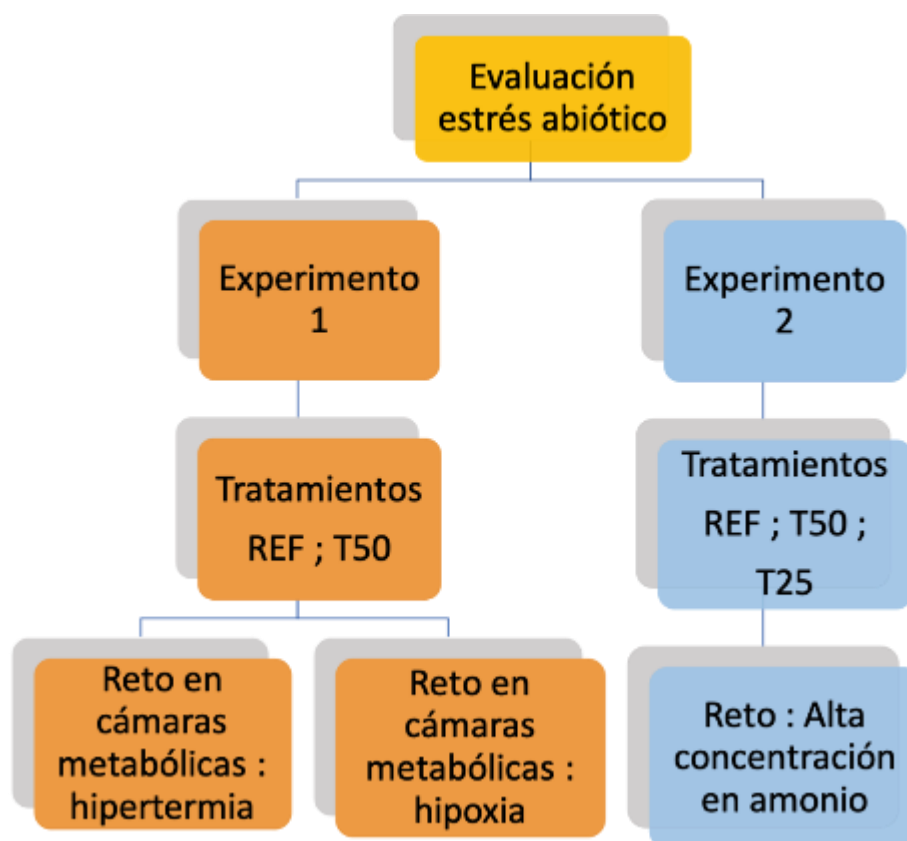 Evaluación
estrés abiótico
Experimento
1
Experimento
2
Tratamientos
REF ; T50
Tratamientos
REF ; T50 ;
T25
Reto en
cámaras
metabólicas :
hipertermia
Reto en
cámaras
metabólicas :
hipoxia
Reto : Alta
concentración
en amonio